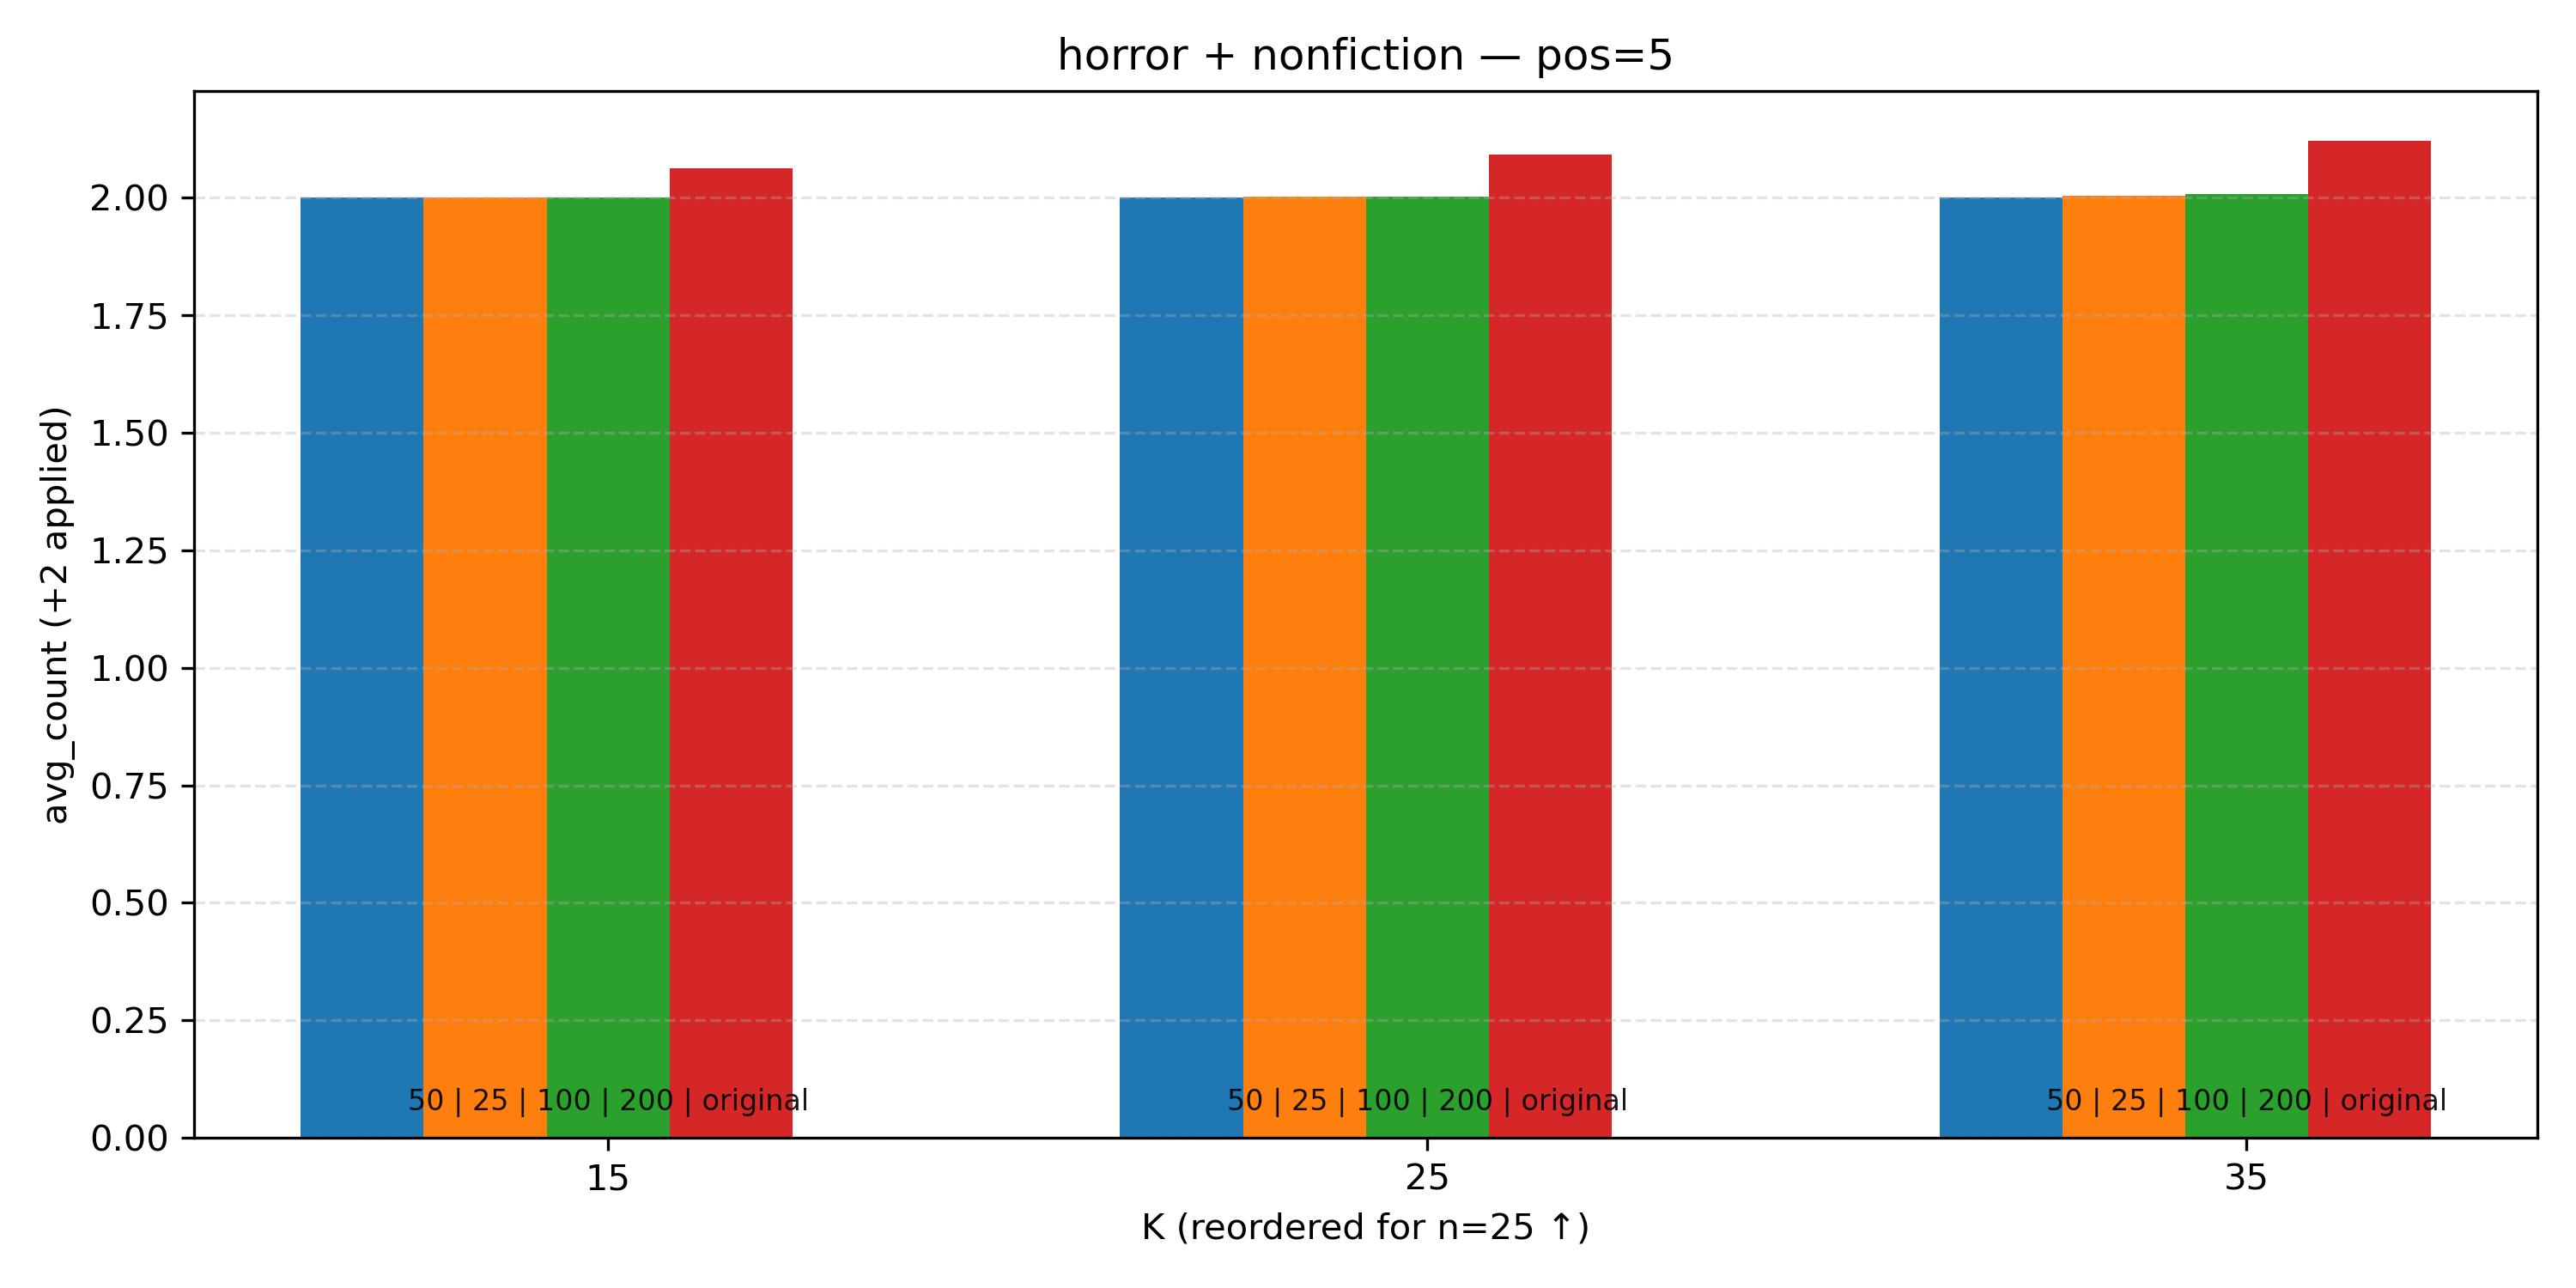 horror + nonfiction — pos=5
avg_count (+2 applied)
2.00
1.75
1.50
1.25
1.00
0.75
0.50
0.25
0.00
50 | 25 | 100 | 200 | original
50 | 25 | 100 | 200 | original
50 | 25 | 100 | 200 | original
15
25
35
K (reordered for n=25 ↑)